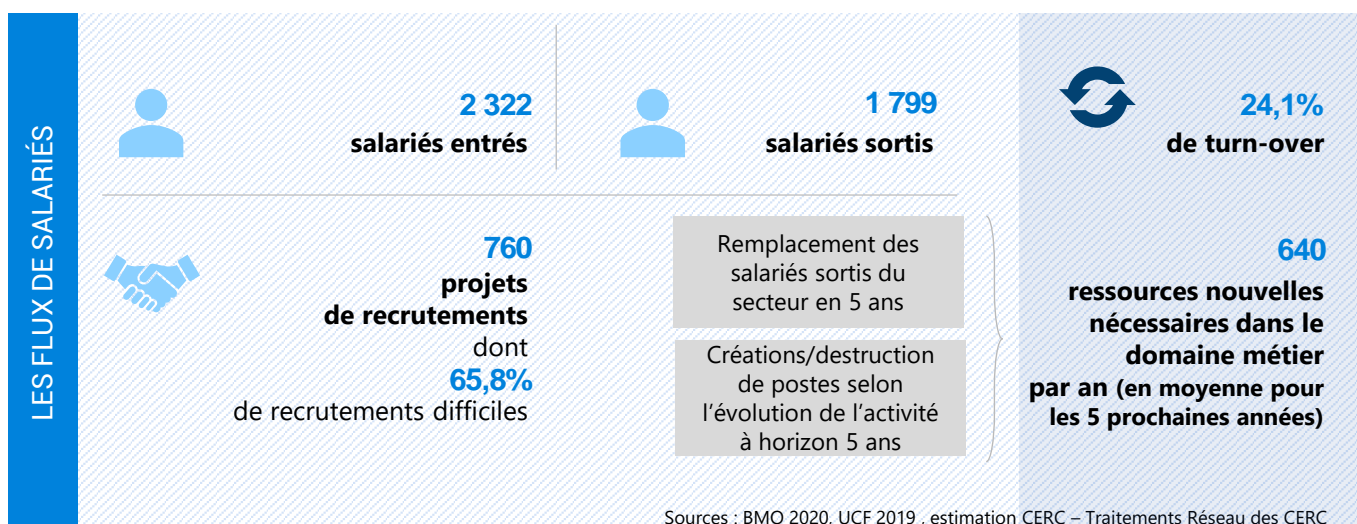 LES FLUX DE SALARIÉS
2 322
salariés entrés
1 799
salariés sortis
24,1%
de turn-over
760
projets
de recrutements
dont
65,8%
de recrutements difficiles
Remplacement des
salariés sortis du
secteur en 5 ans
Créations/destruction
de postes selon
l'évolution de l'activité
à horizon 5 ans
640
ressources nouvelles
nécessaires dans le
domaine métier
par an (en moyenne pour
les 5 prochaines années)
Sources : BMO 2020, UCF 2019 , estimation CERC – Traitements Réseau des CERC